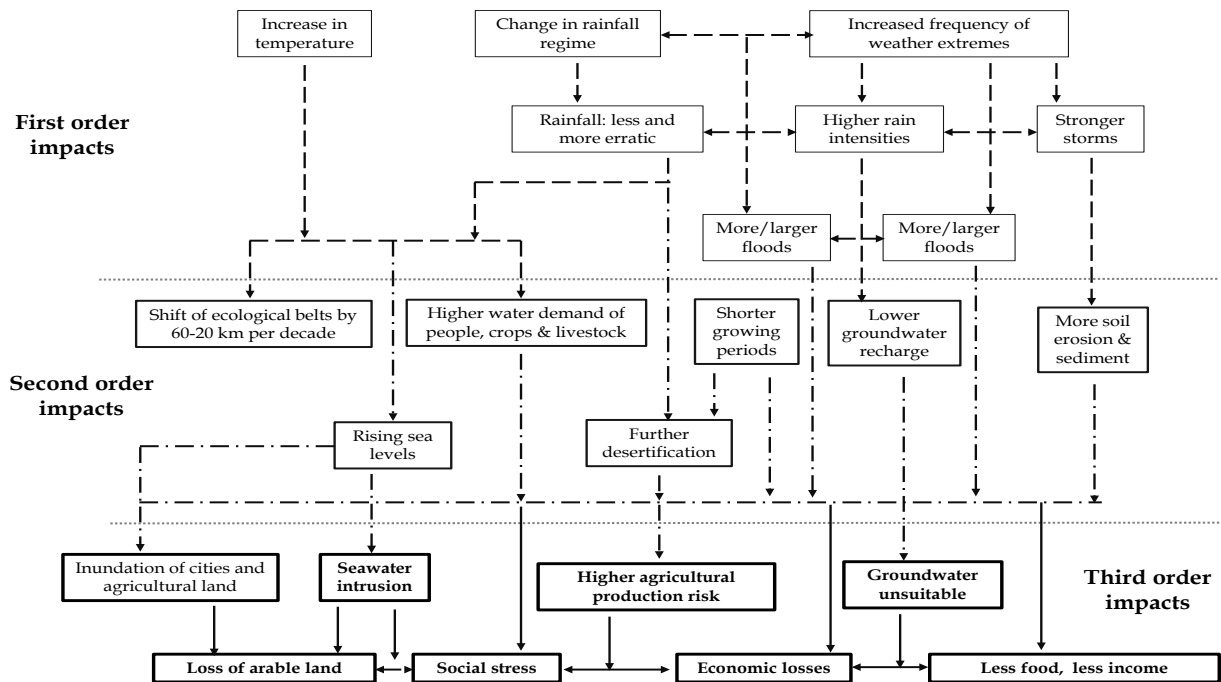 Increase in
temperature
Change in rainfall
regime
Increased frequency of
weather extremes
First order
impacts
Rainfall: less and
more erratic
Higher rain
intensities
Stronger
storms
More/larger
floods
More/larger
floods
Shift of ecological belts by
60-20 km per decade
Higher water demand of
people, crops & livestock
Shorter
growing
periods
Lower
groundwater
recharge
More soil
erosion &
sediment
Second order
impacts
Rising sea
levels
Further
desertification
Inundation of cities and
agricultural land
Seawater
intrusion
Higher agricultural
production risk
Groundwater
unsuitable
Third order
impacts
Loss of arable land
Social stress
Economic losses
Less food, less income